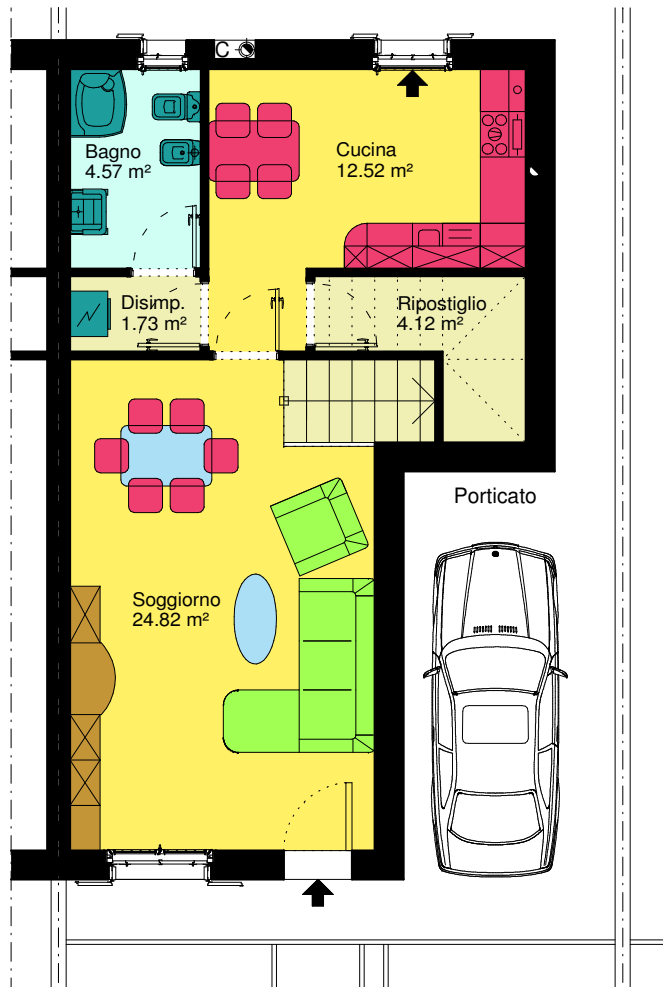 C
Bagno
4.57 m²
Cucina
12.52 m²
Disimp.
1.73 m²
Ripostiglio
4.12 m²
Porticato
Soggiorno
24.82 m²